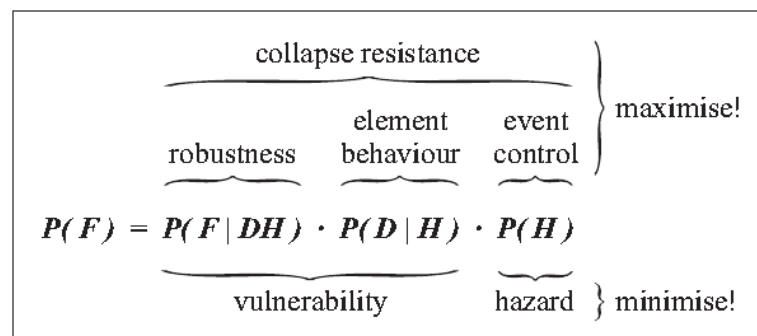 collapse resistance
maximise!
element event
robustness behaviour control
P(F) = P(F|DH) · P(D|H) · P(H)
vulnerability hazard } minimise!